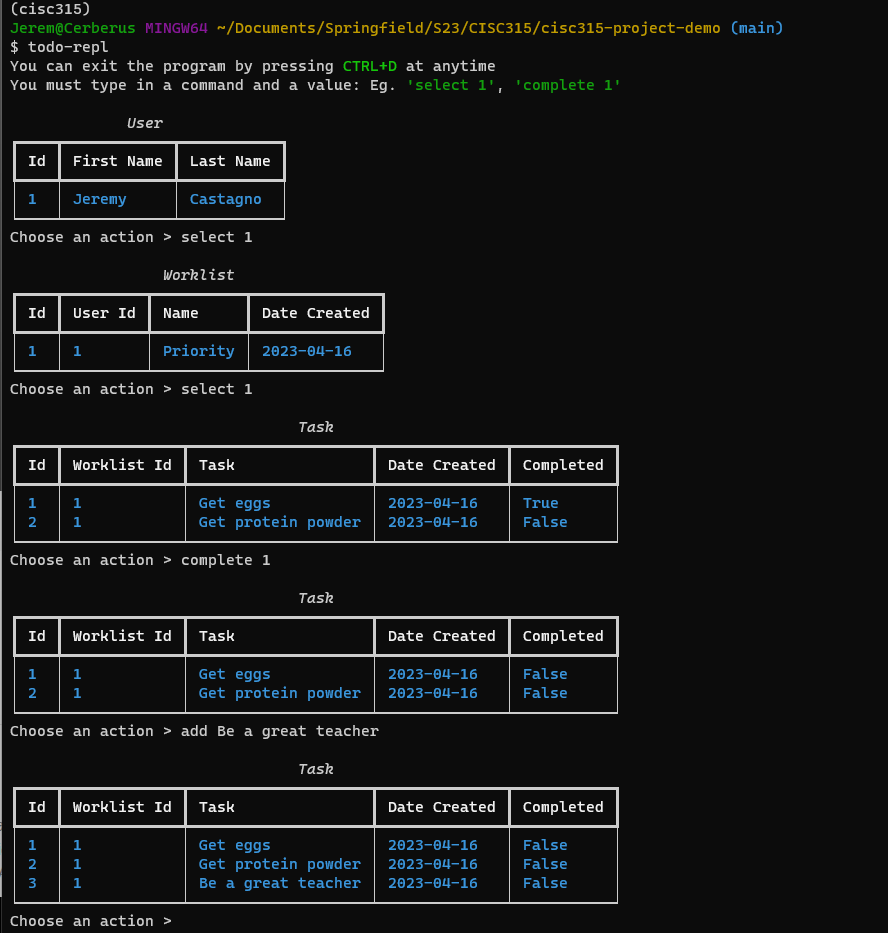 (cisc315)
Jerem@Cerberus MINGW64 ~/Documents/Springfield/S23/CISC315/cisc315-project-demo (main)
$ todo-repl
You can exit the program by pressing CTRL+D at anytime
You must type in a command and a value: Eg. 'select 1', 'complete 1'
User
Id First Name Last Name
1 Jeremy Castagno
Choose an action > select 1
Worklist
Id User Id Name Date Created
1 1 Priority 2023-04-16
Choose an action > select 1
Task
Id Worklist Id Task Date Created Completed
1 1 Get eggs 2023-04-16 True
2 1 Get protein powder 2023-04-16 False
Choose an action > complete 1
Task
Id Worklist Id Task Date Created Completed
1 1 Get eggs 2023-04-16 False
2 1 Get protein powder 2023-04-16 False
Choose an action > add Be a great teacher
Task
Id Worklist Id Task Date Created Completed
1 1 Get eggs 2023-04-16 False
2 1 Get protein powder 2023-04-16 False
3 1 Be a great teacher 2023-04-16 False
Choose an action >